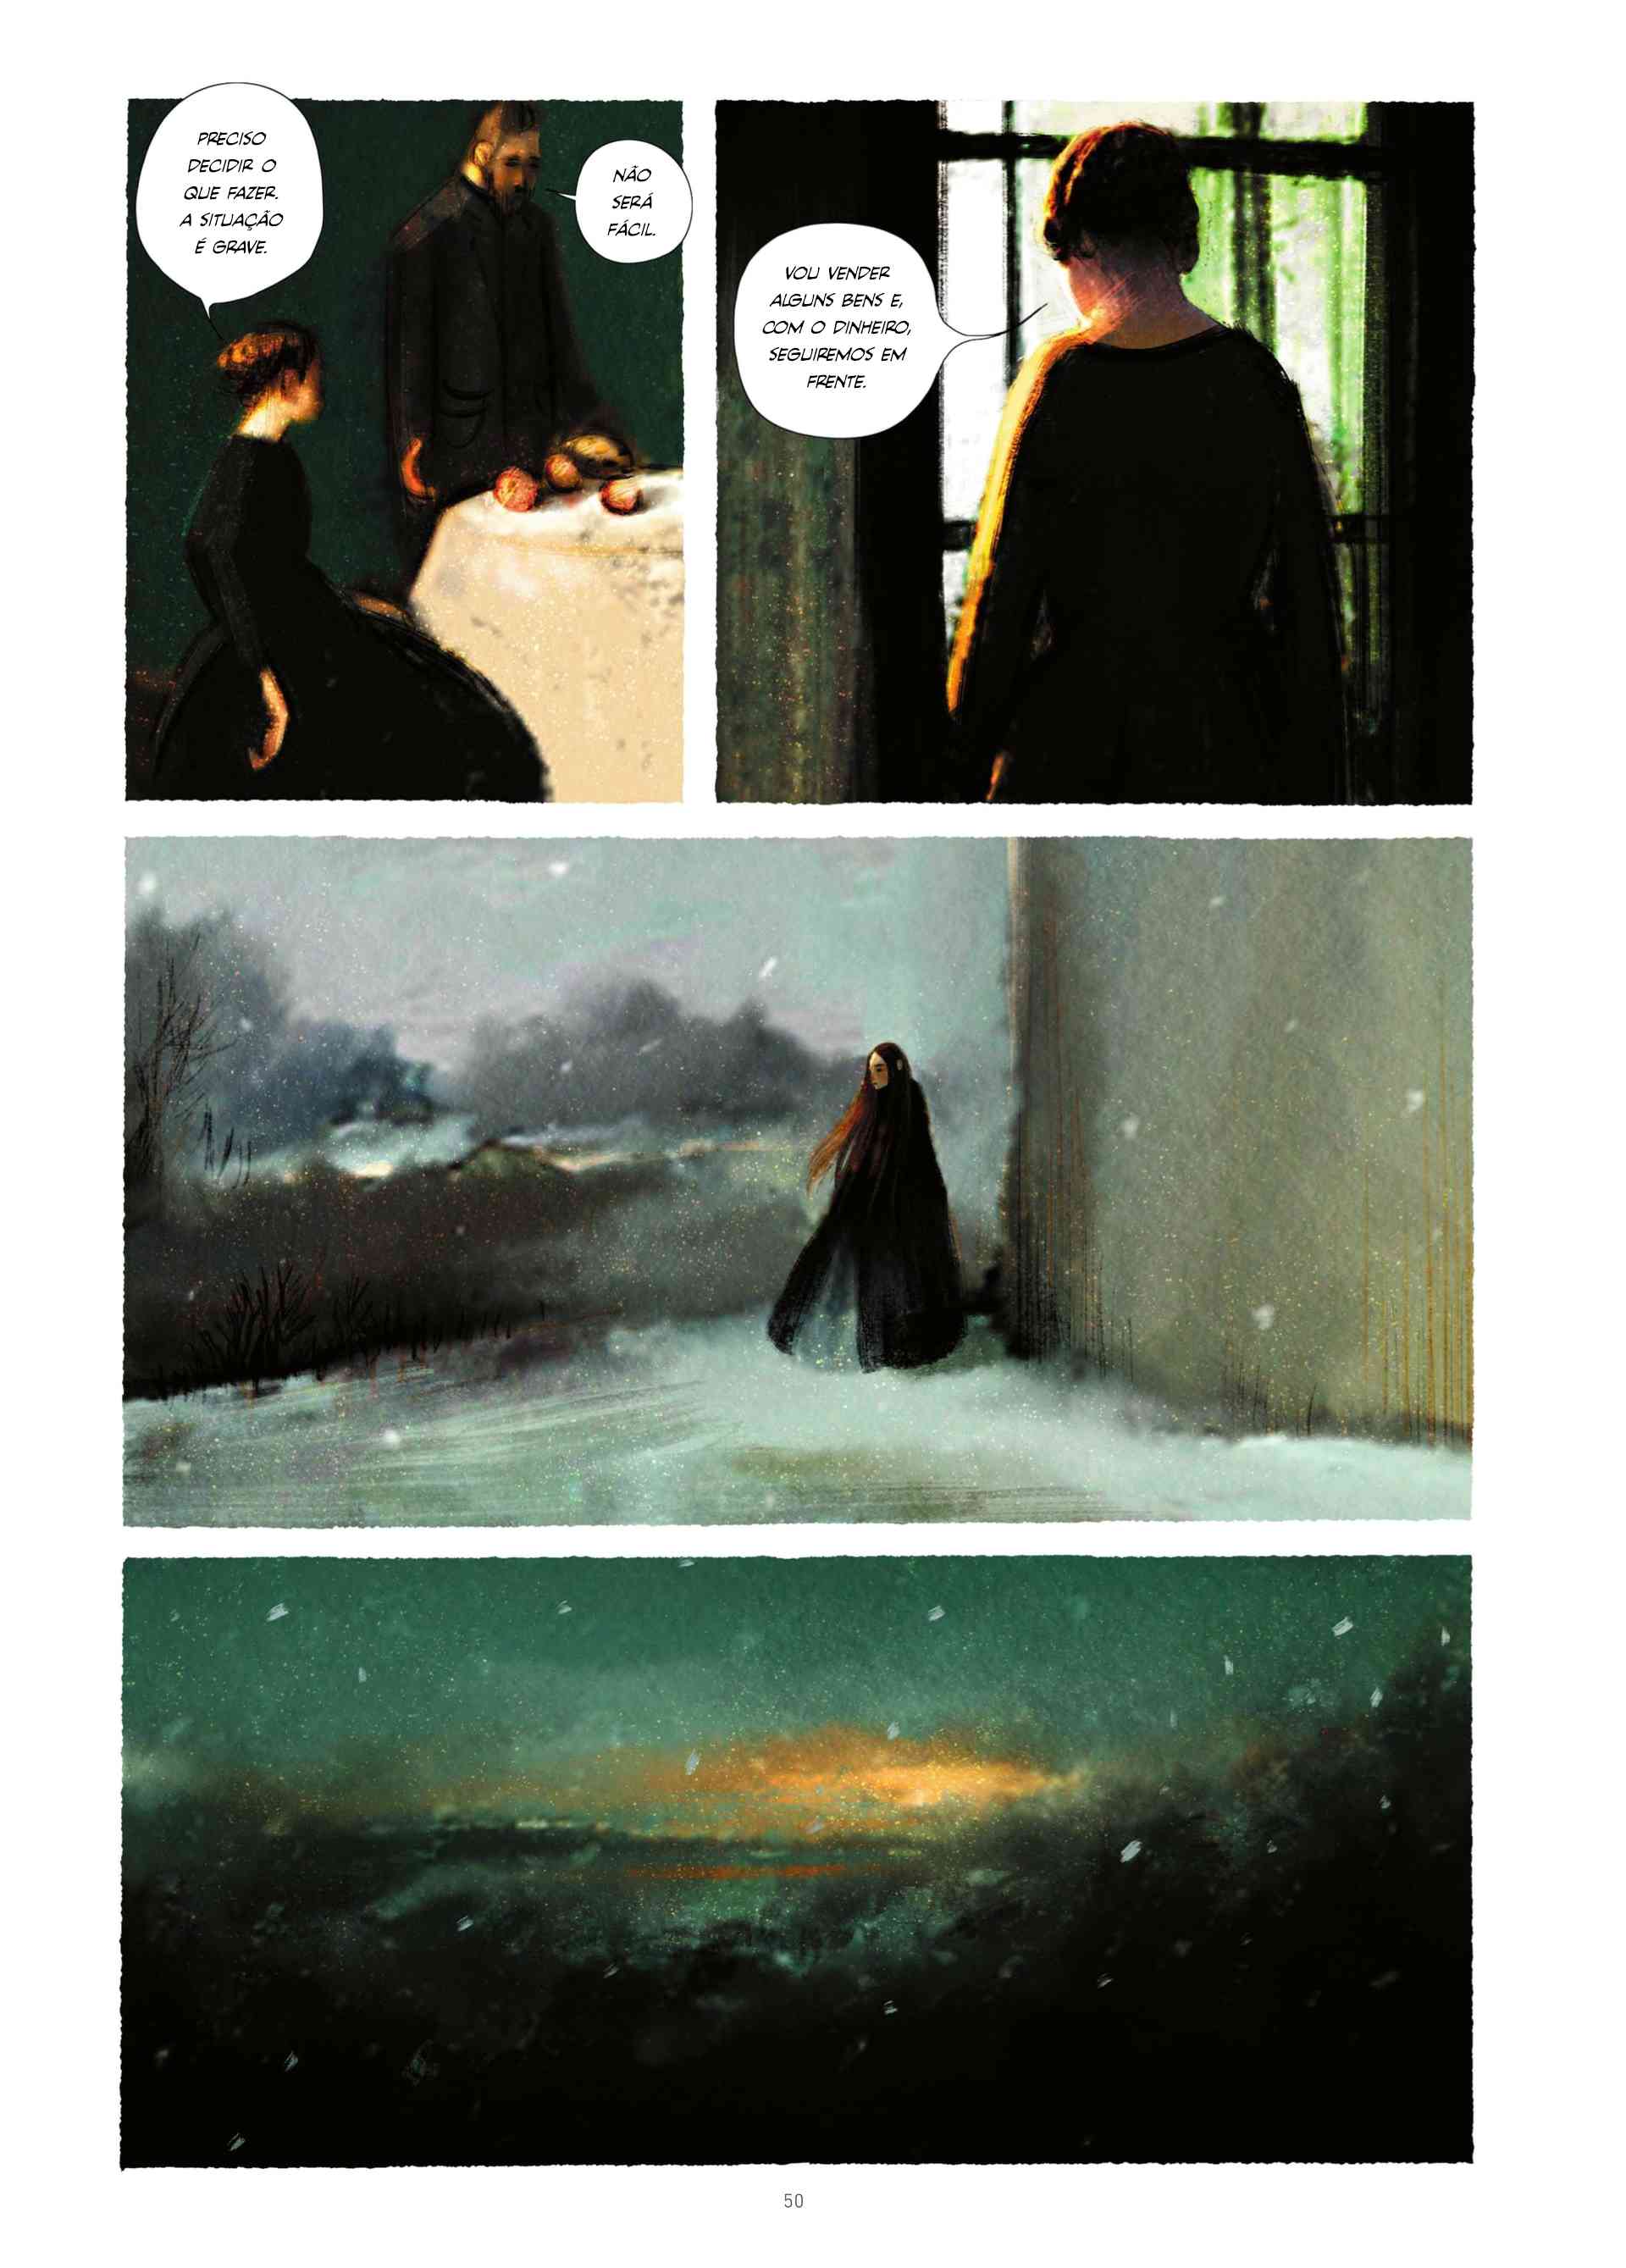 PRECISO
DECIDIR O
QUE FAZER.
A SITUAÇÃO
É GRAVE.
NÃO
SERÁ
FÁCIL.
VOU VENDER
ALGUNS BENS E,
COM O DINHEIRO,
SEGUIREMOS EM
FRENTE.
50